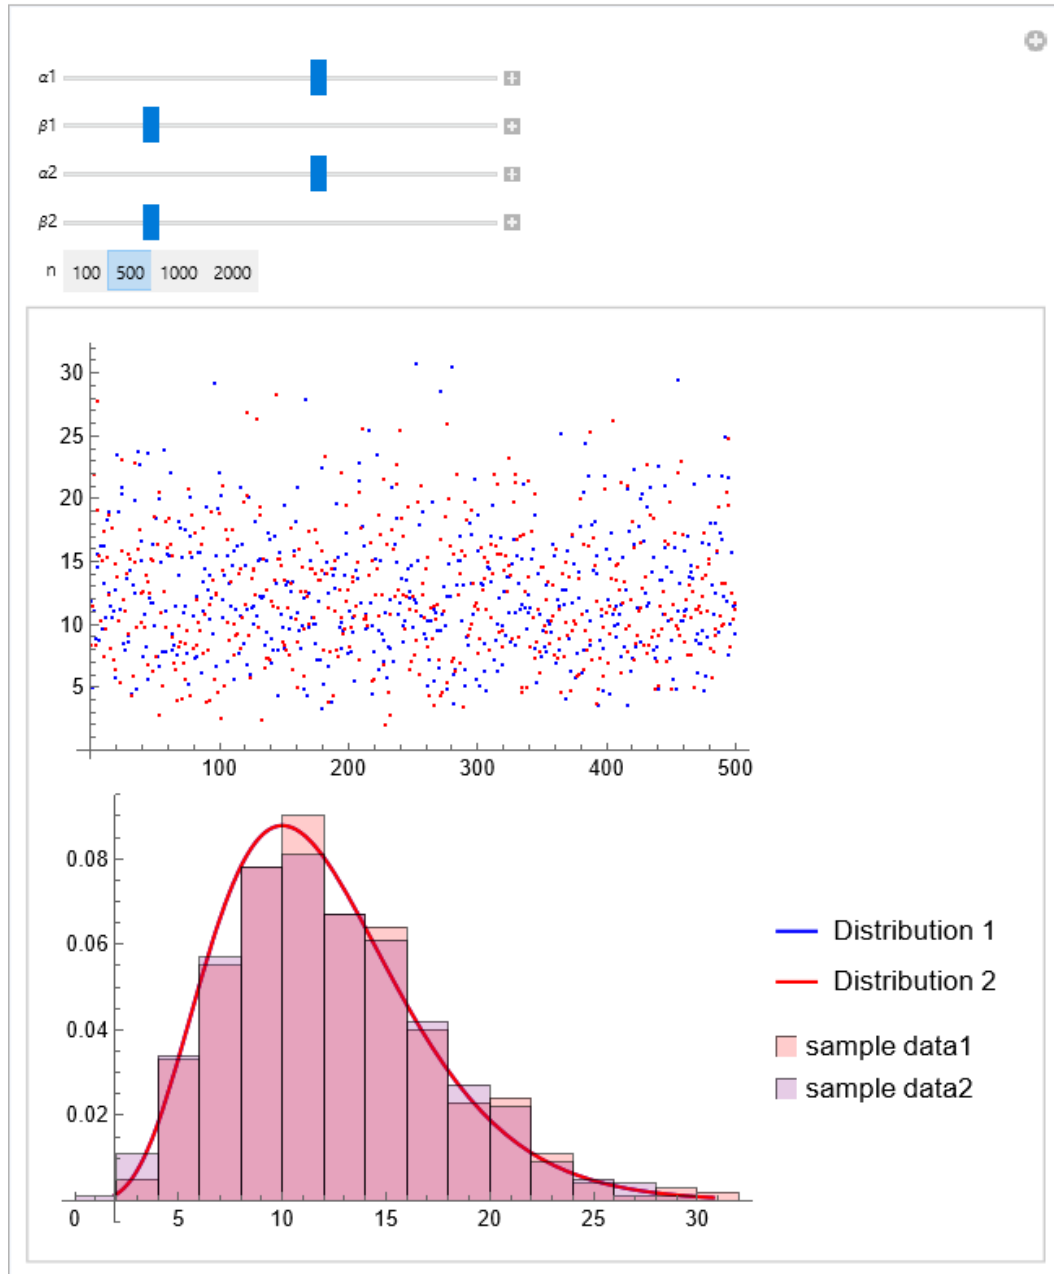 α1
β1
α2
β2
n 100 500 1000 2000
30
25
20
15
10
5
100 200 300 400 500
0.08
0.06
0.04
0.02
0 5 10 15 20 25 30
Distribution 1
Distribution 2
sample data1
sample data2